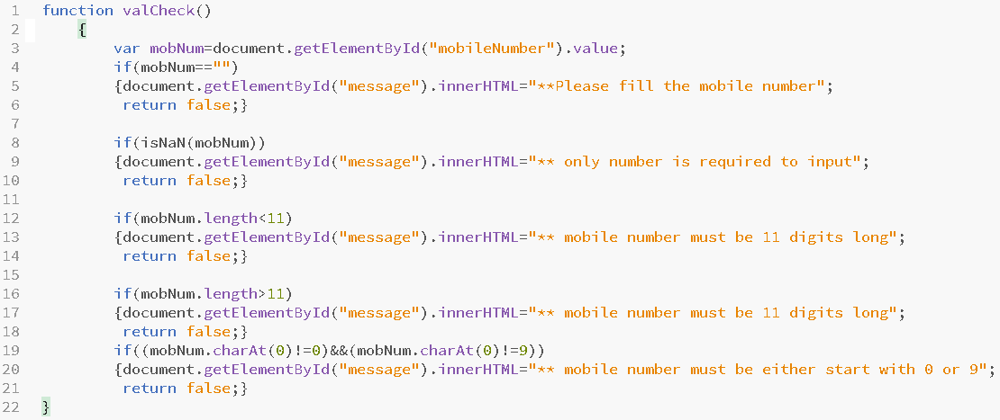 1 function valCheck()
2 {
3 var mobNum=document.getElementById("mobileNumber").value;
4 if(mobNum=="")
5 {document.getElementById("message").innerHTML="**Please fill the mobile number";
6 return false;}
7
8 if(isNaN(mobNum))
9 {document.getElementById("message").innerHTML="** only number is required to input";
10 return false;}
11
12 if(mobNum.length<11)
13 {document.getElementById("message").innerHTML="** mobile number must be 11 digits long";
14 return false;}
15
16 if(mobNum.length>11)
17 {document.getElementById("message").innerHTML="** mobile number must be 11 digits long";
18 return false;}
19 if((mobNum.charAt(0)!=0)&&(mobNum.charAt(0)!=9))
20 {document.getElementById("message").innerHTML="** mobile number must be either start with 0 or 9";
21 return false;}
22 }